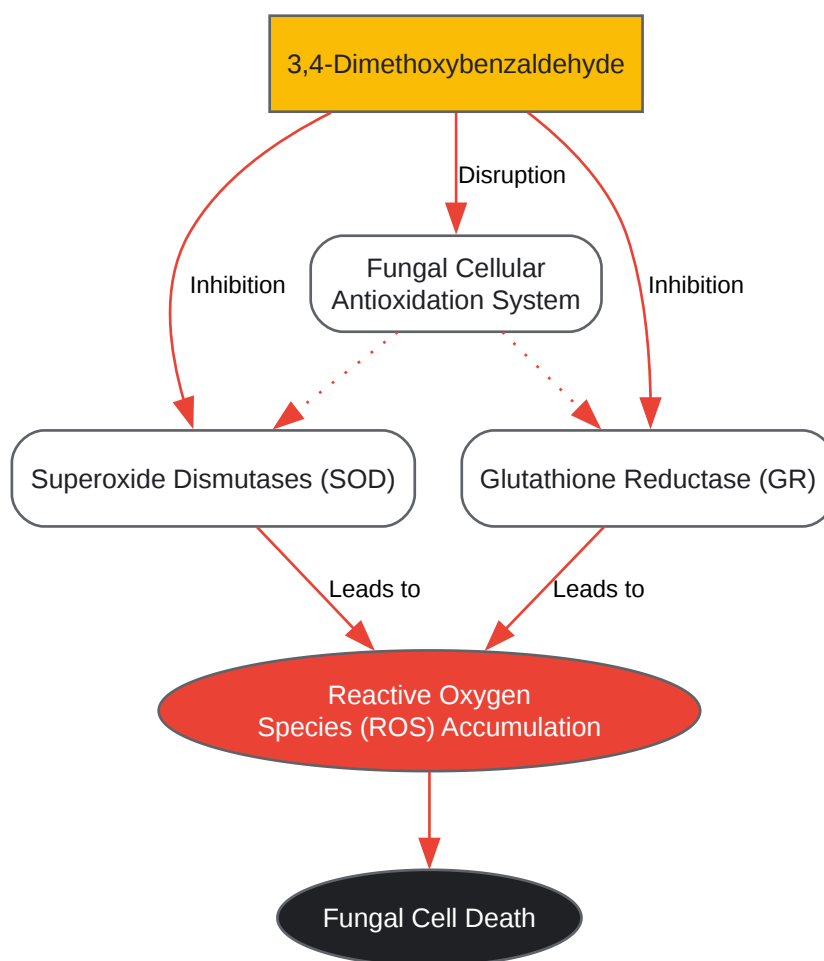 3,4-Dimethoxybenzaldehyde
Disruption
Fungal Cellular
Antioxidation System
Inhibition
Inhibition
Superoxide Dismutases (SOD)
Glutathione Reductase (GR)
Leads to
Leads to
Reactive Oxygen
Species (ROS) Accumulation
Fungal Cell Death